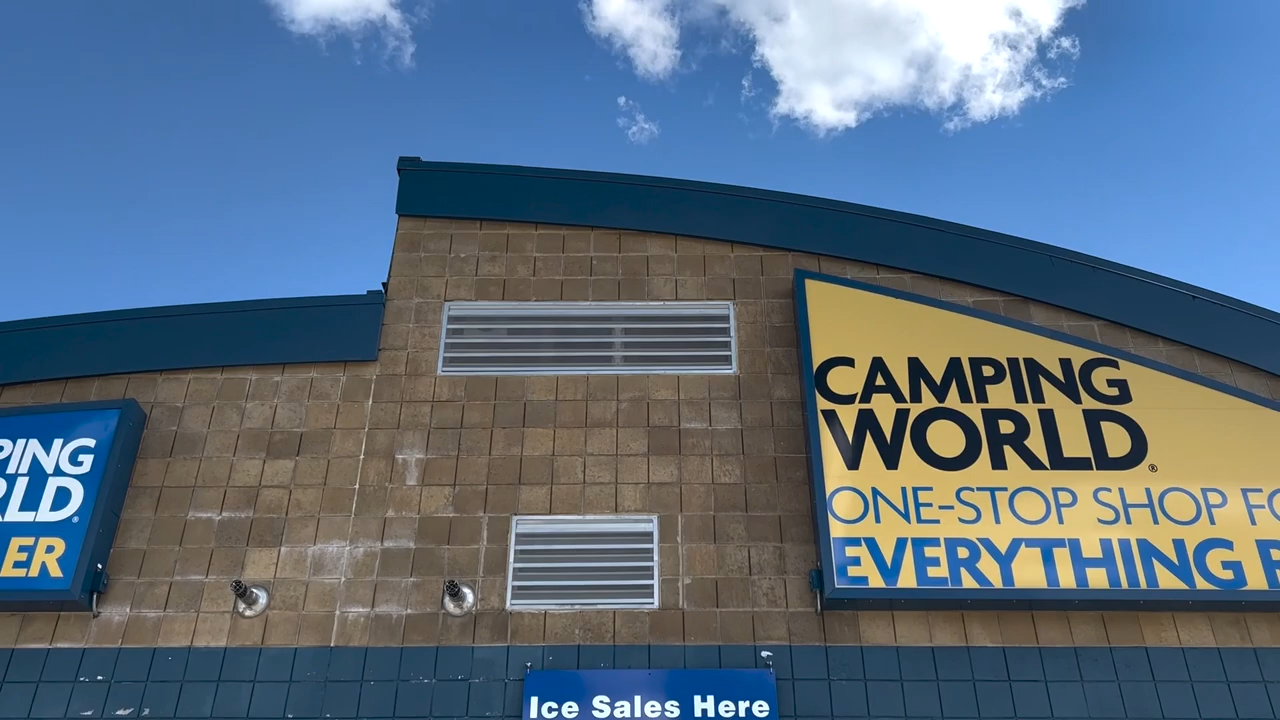 PING
RLD
ER
CAMPING
WORLD®
ONE-STOP SHOP FO
EVERYTHING
Ice Sales Here